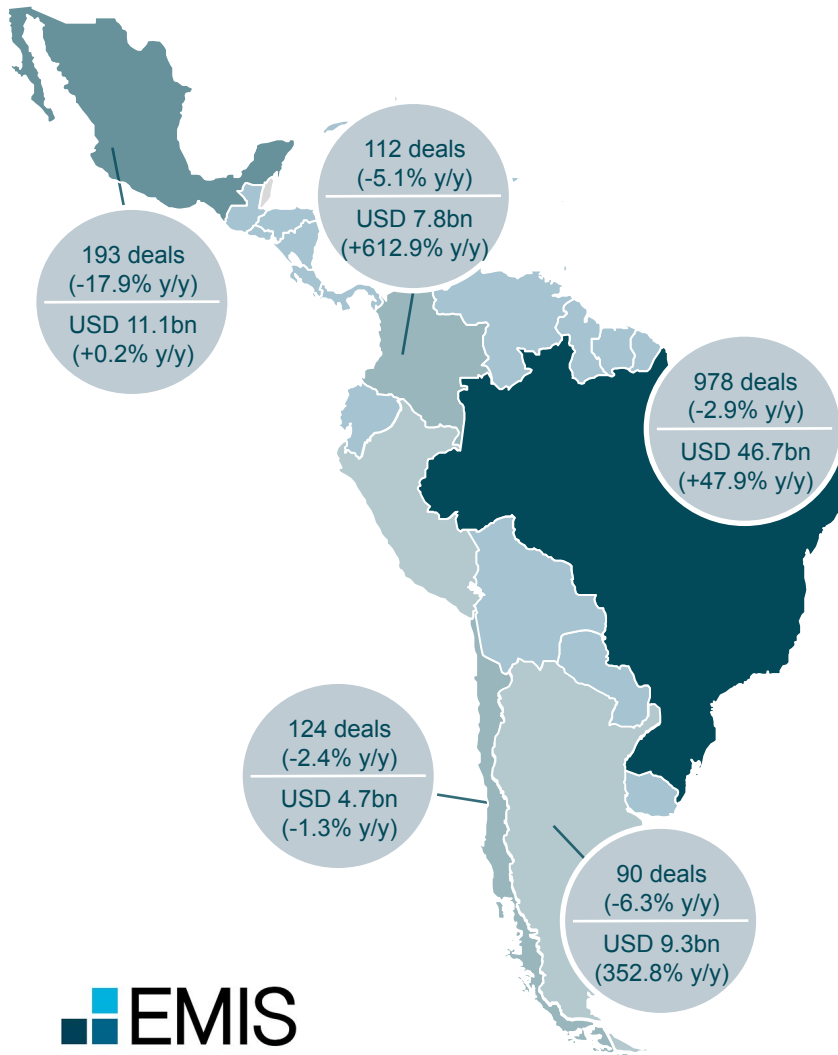 112 deals
(-5.1% y/y)
USD 7.8bn
(+612.9% y/y)
193 deals
(-17.9% y/y)
USD 11.1bn
(+0.2% y/y)
978 deals
(-2.9% y/y)
USD 46.7bn
(+47.9% y/y)
124 deals
(-2.4% y/y)
USD 4.7bn
(-1.3% y/y)
90 deals
(-6.3% y/y)
USD 9.3bn
(352.8% y/y)
EMIS